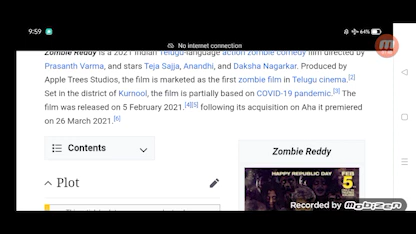 9:59
64%
No internet connection
Zombie Reddy is a 2021 Indian Telugu-language action zombie comedy film directed by
Prasanth Varma, and stars Teja Sajja, Anandhi, and Daksha Nagarkar. Produced by
Apple Trees Studios, the film is marketed as the first zombie film in Telugu cinema.[2]
Set in the district of Kurnool, the film is partially based on COVID-19 pandemic.[3] The
film was released on 5 February 2021.[4][5] following its acquisition on Aha it premiered
on 26 March 2021.[6]
Contents
Plot
Zombie Reddy
HAPPY REPUBLIC DAY
FEB
5
Recorded by Mobizen